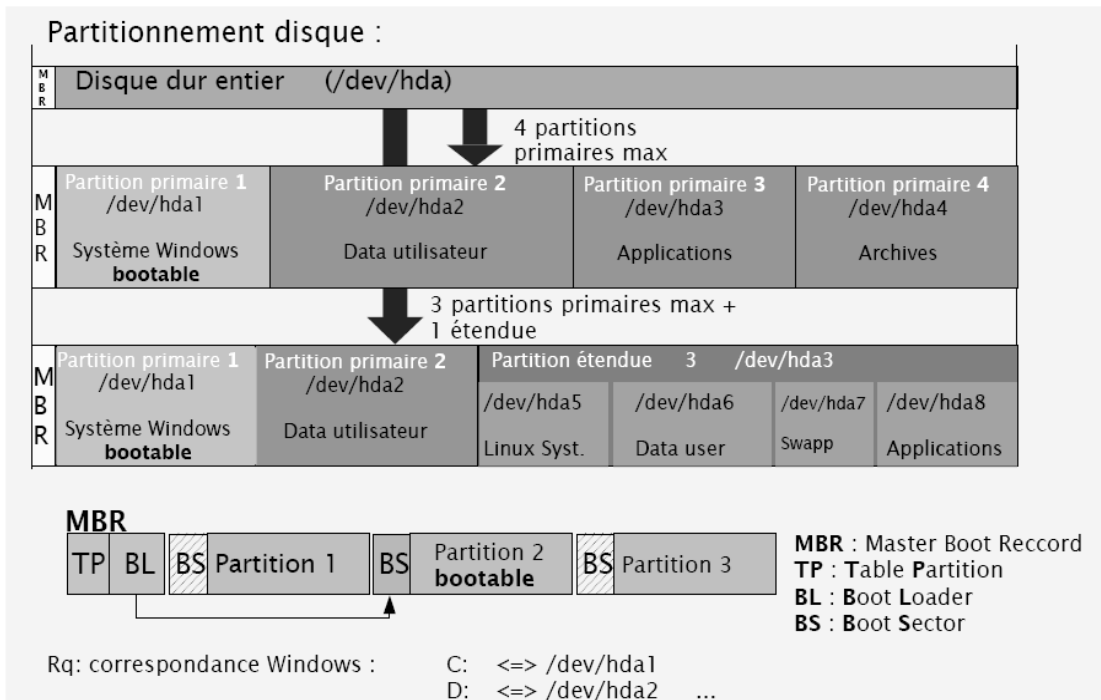 Partitionnement disque :
MBR
Disque dur entier (/dev/hda)
4 partitions
primaires max
MBR
Partition primaire 1
/dev/hda1
Système Windows
bootable
Partition primaire 2
/dev/hda2
Data utilisateur
Partition primaire 3
/dev/hda3
Applications
Partition primaire 4
/dev/hda4
Archives
3 partitions primaires max +
1 étendue
MBR
Partition primaire 1
/dev/hda1
Système Windows
bootable
Partition primaire 2
/dev/hda2
Data utilisateur
Partition étendue 3 /dev/hda3
/dev/hda5
Linux Syst.
/dev/hda6
Data user
/dev/hda7
Swapp
/dev/hda8
Applications
MBR
TP BL BS Partition 1
BS Partition 2
bootable
BS Partition 3
MBR : Master Boot Reccord
TP : Table Partition
BL : Boot Loader
BS : Boot Sector
Rq: correspondance Windows : C: <=> /dev/hda1
D: <=> /dev/hda2 ...